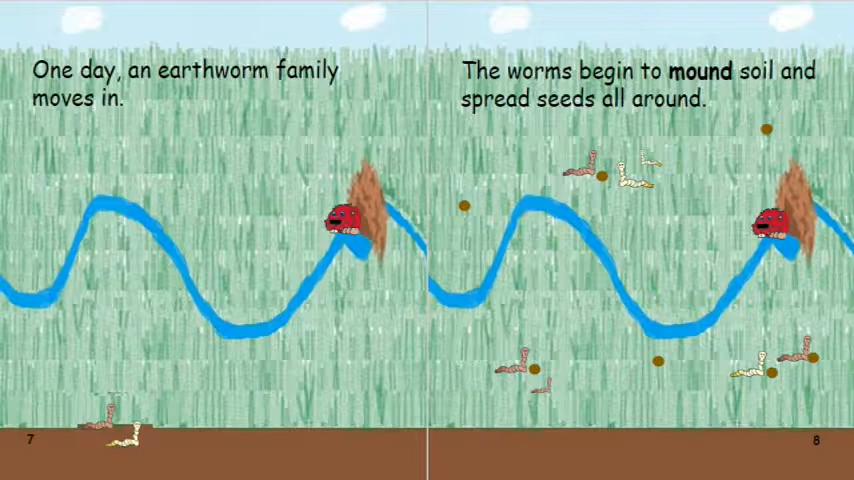 One day, an earthworm family
moves in.
7
The worms begin to mound soil and
spread seeds all around.
8